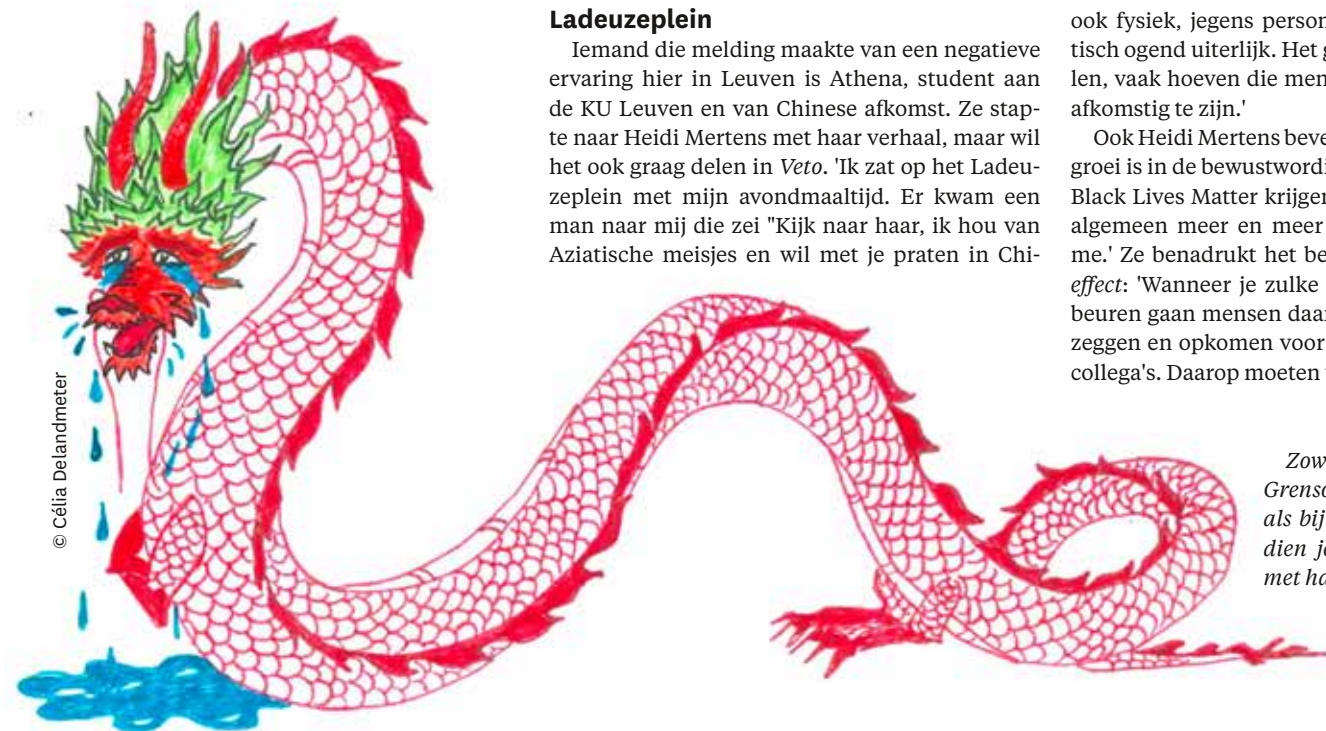 Ladeuzeplein
Iemand die melding maakte van een negatieve
ervaring hier in Leuven is Athena, student aan
de KU Leuven en van Chinese afkomst. Ze stap-
te naar Heidi Mertens met haar verhaal, maar wil
het ook graag delen in Veto. 'Ik zat op het Ladeu-
zeplein met mijn avondmaaltijd. Er kwam een
man naar mij die zei "Kijk naar haar, ik hou van
Aziatische meisjes en wil met je praten in Chi-
ook fysiek, jegens person
tisch ogend uiterlijk. Het g
len, vaak hoeven die men
afkomstig te zijn.'
Ook Heidi Mertens beve
groei is in de bewustwordi
Black Lives Matter krijgen
algemeen meer en meer
me.' Ze benadrukt het be
effect: 'Wanneer je zulke
beuren gaan mensen daar
zeggen en opkomen voor
collega's. Daarop moeten
Zow
Grenso
als bij
dien je
met ha
© Célia Delandmeter